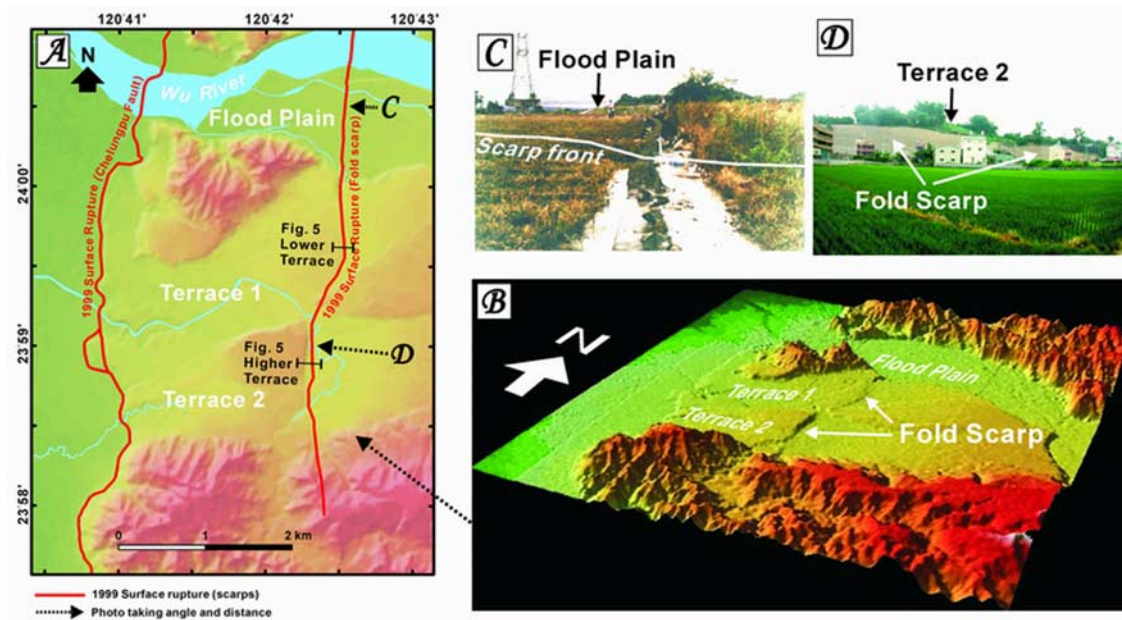 120°41'
120°42'
120°43'
A
N
Wu River
Flood Plain
C
24°00'
1999 Surface Rupture (Chelungpu Fault)
1999 Surface Rupture (Fold scarp)
Fig. 5
Lower
Terrace
Terrace 1
23°59'
Fig. 5
Higher
Terrace
D
Terrace 2
23°58'
0 1 2 km
1999 Surface rupture (scarps)
Photo taking angle and distance
C
Flood Plain
Scarp front
D
Terrace 2
Fold Scarp
B
N
Flood Plain
Terrace 1
Terrace 2
Fold Scarp